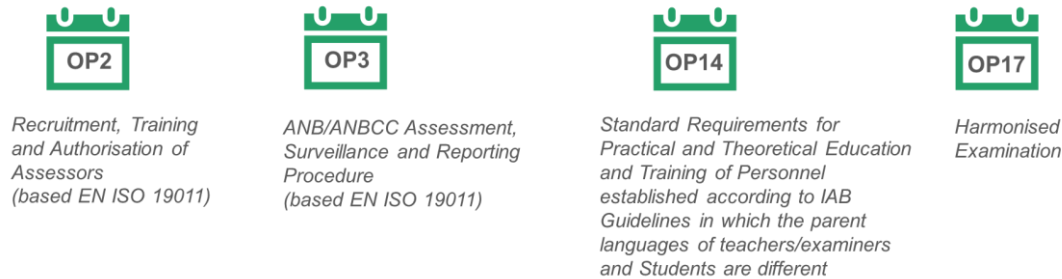 OP2
Recruitment, Training
and Authorisation of
Assessors
(based EN ISO 19011)
OP3
ANB/ANBCC Assessment,
Surveillance and Reporting
Procedure
(based EN ISO 19011)
OP14
Standard Requirements for
Practical and Theoretical Education
and Training of Personnel
established according to IAB
Guidelines in which the parent
languages of teachers/examiners
and Students are different
OP17
Harmonised
Examination